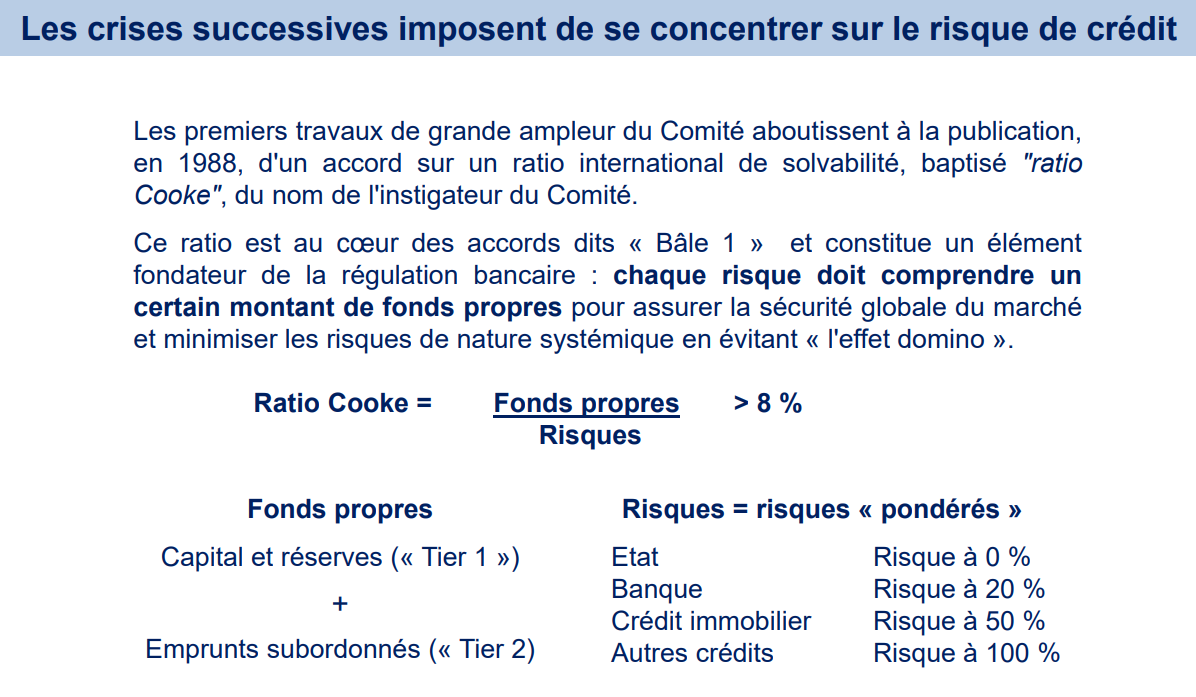 Les crises successives imposent de se concentrer sur le risque de crédit
Les premiers travaux de grande ampleur du Comité aboutissent à la publication,
en 1988, d'un accord sur un ratio international de solvabilité, baptisé "ratio
Cooke", du nom de l'instigateur du Comité.
Ce ratio est au cœur des accords dits « Bâle 1 » et constitue un élément
fondateur de la régulation bancaire : chaque risque doit comprendre un
certain montant de fonds propres pour assurer la sécurité globale du marché
et minimiser les risques de nature systémique en évitant « l'effet domino ».
Ratio Cooke = Fonds propres > 8 %
Risques
Fonds propres
Capital et réserves (« Tier 1 »)
+
Emprunts subordonnés (« Tier 2)
Risques = risques « pondérés »
Etat Risque à 0 %
Banque Risque à 20 %
Crédit immobilier Risque à 50 %
Autres crédits Risque à 100 %